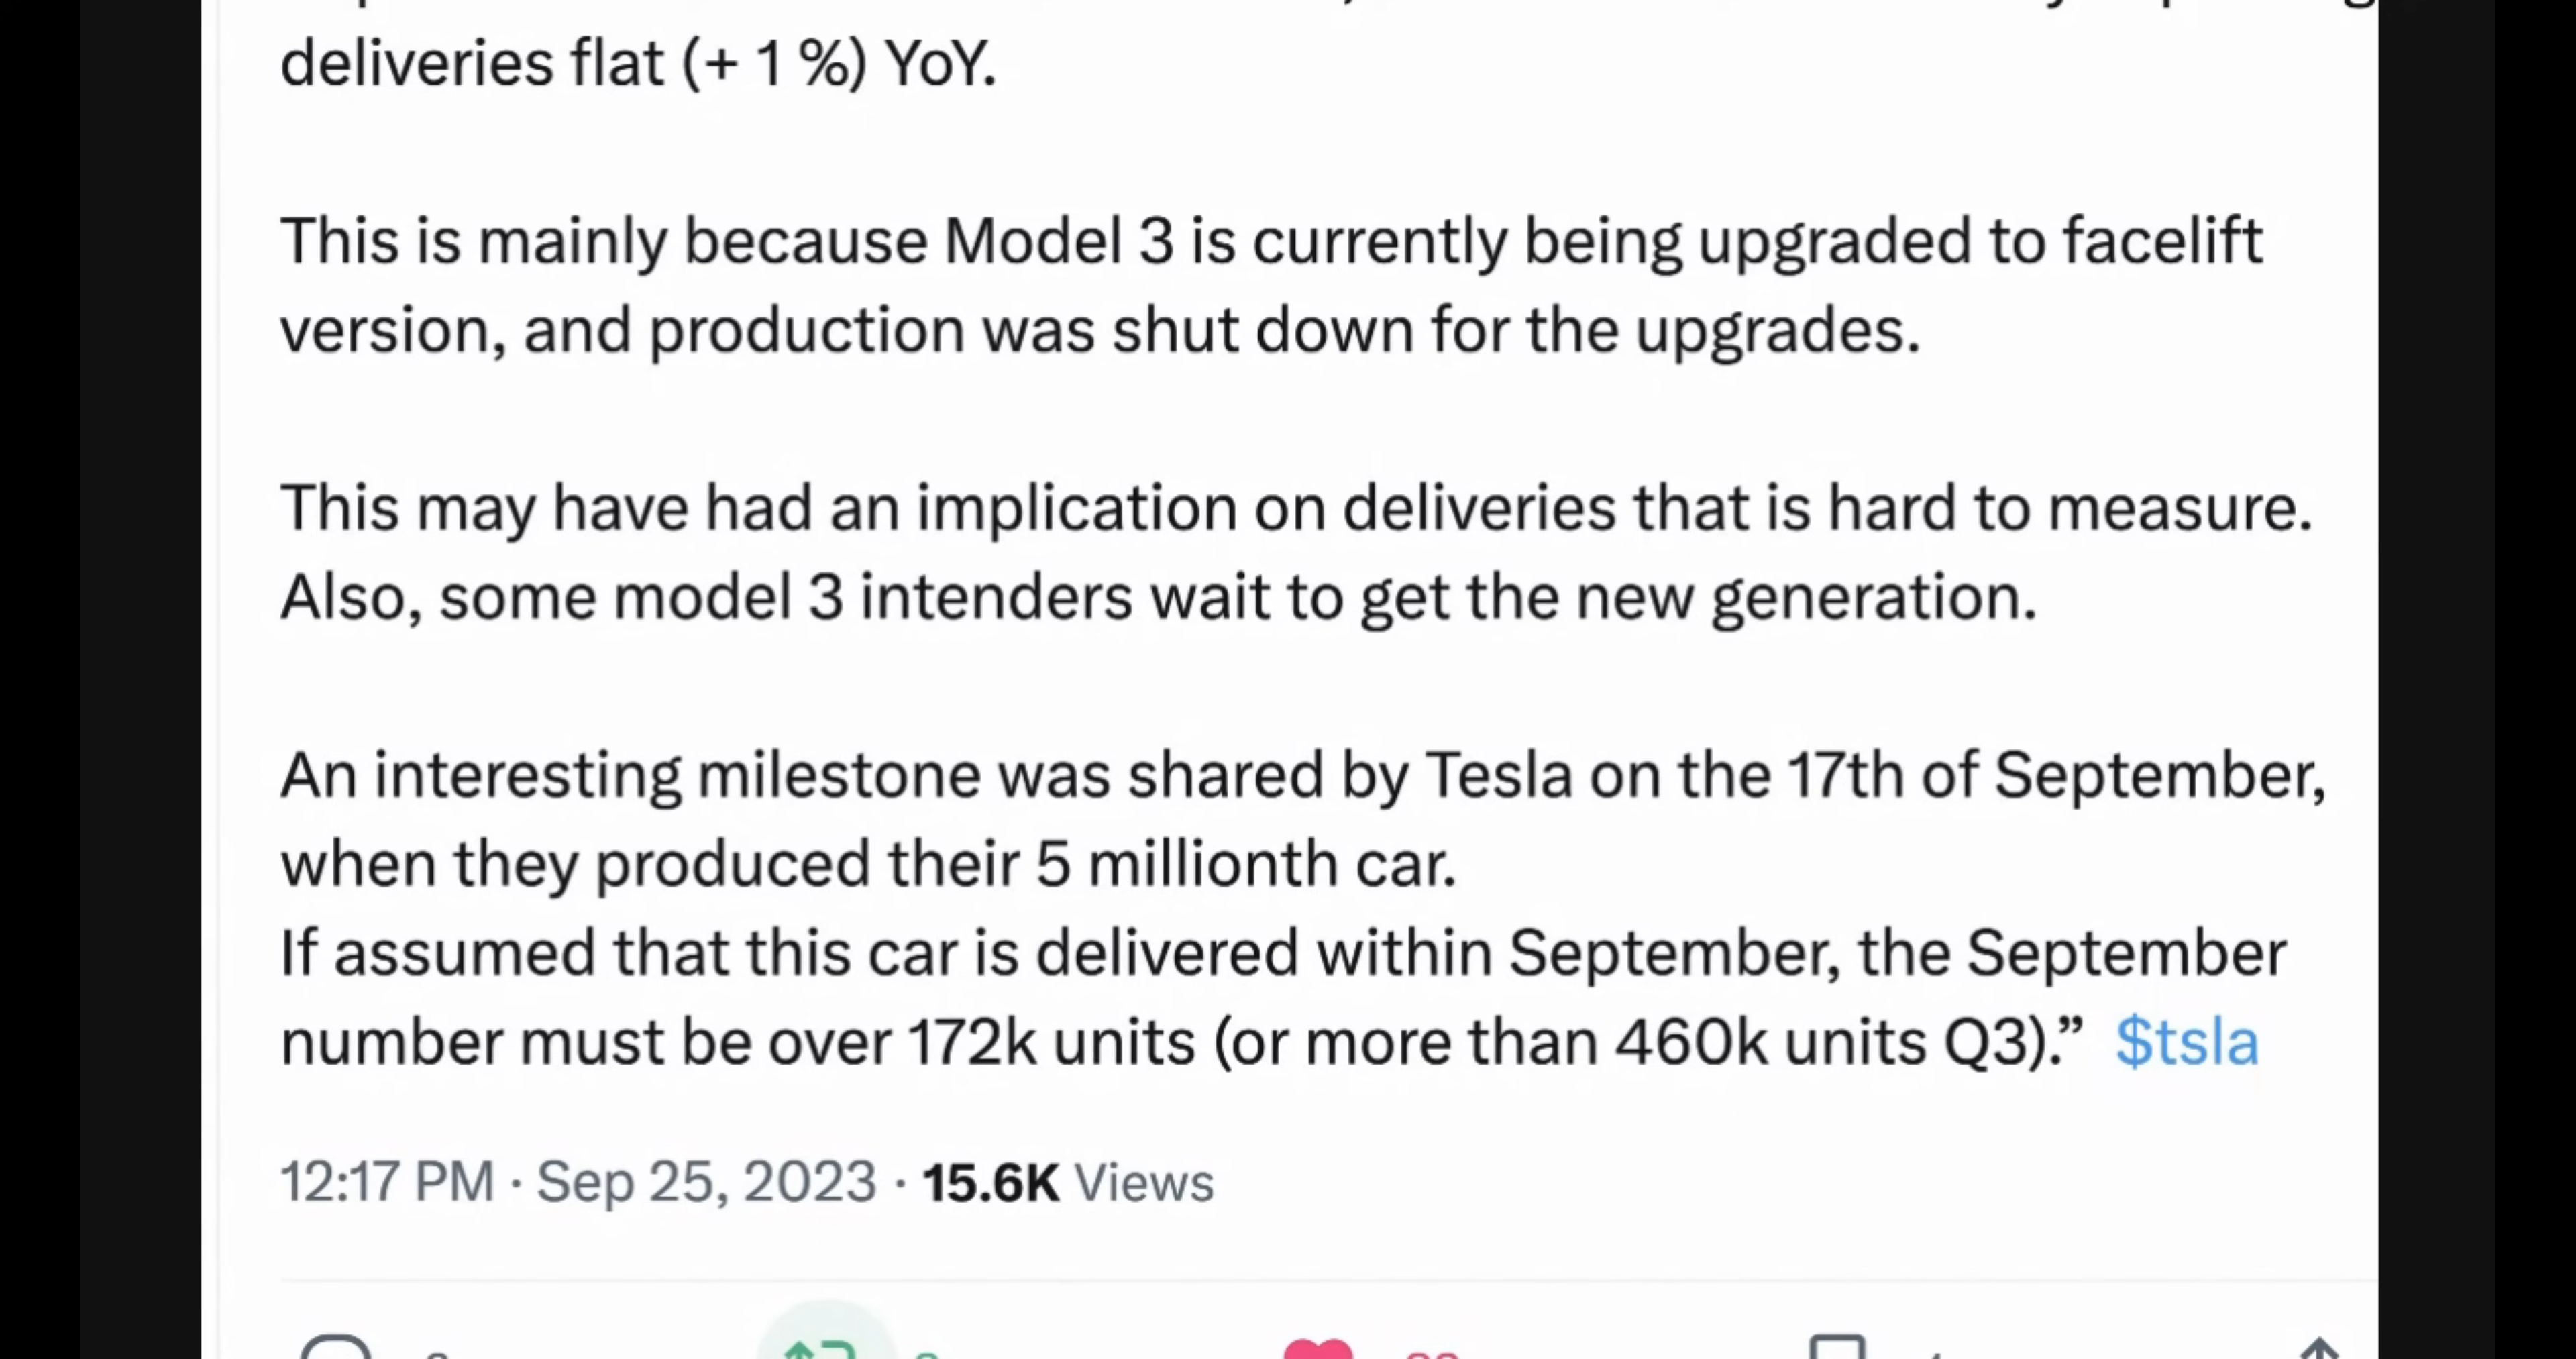 deliveries flat (+ 1 %) YoY.
This is mainly because Model 3 is currently being upgraded to facelift
version, and production was shut down for the upgrades.
This may have had an implication on deliveries that is hard to measure.
Also, some model 3 intenders wait to get the new generation.
An interesting milestone was shared by Tesla on the 17th of September,
when they produced their 5 millionth car.
If assumed that this car is delivered within September, the September
number must be over 172k units (or more than 460k units Q3).” $tsla
12:17 PM · Sep 25, 2023 · 15.6K Views